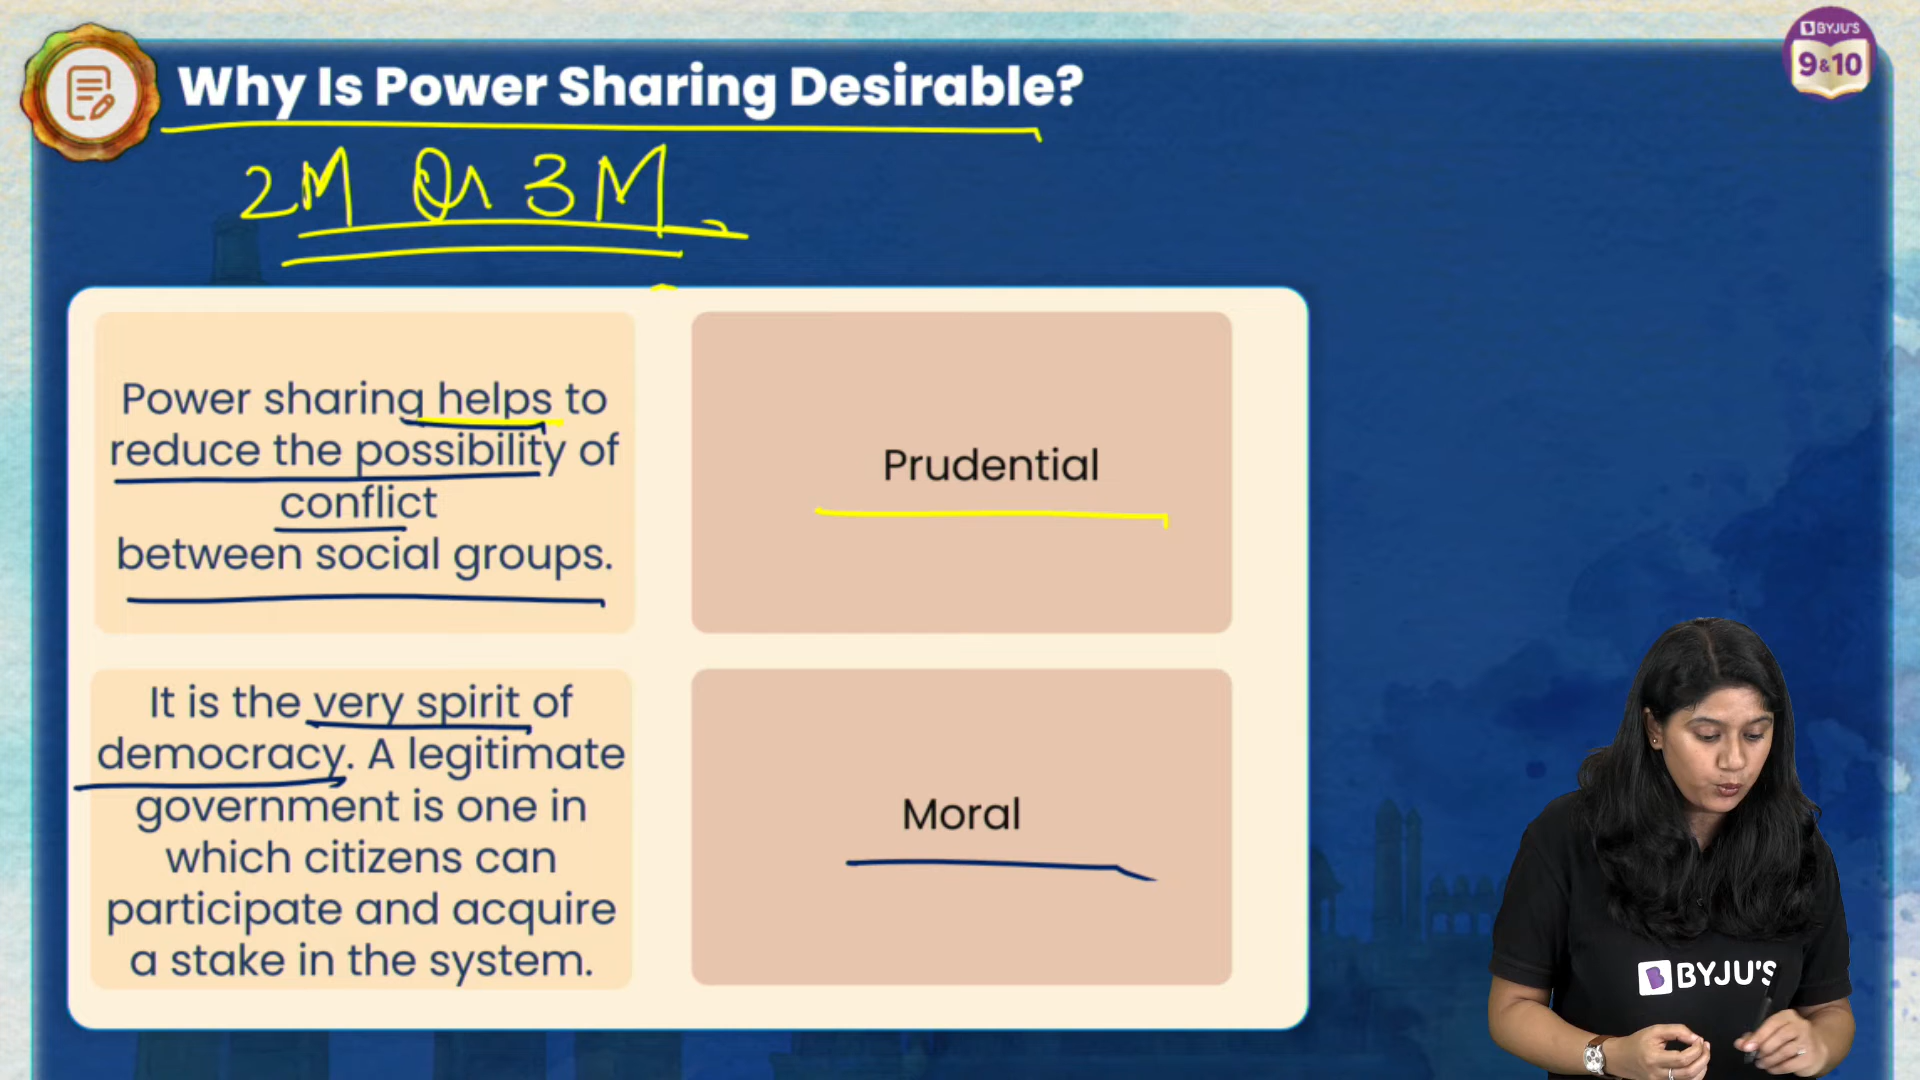 BYJU'S
9&10
Why Is Power Sharing Desirable?
2M Or 3M
Power sharing helps to
reduce the possibility of
conflict
between social groups.
Prudential
It is the very spirit of
democracy. A legitimate
government is one in
which citizens can
participate and acquire
a stake in the system.
Moral
BYJU'S